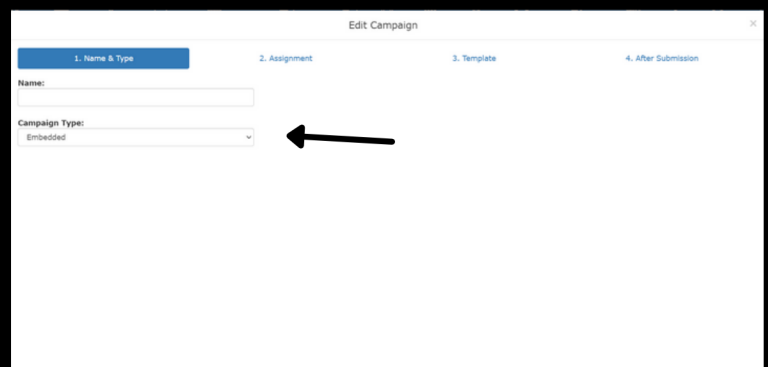 Edit Campaign
×
1. Name & Type 2. Assignment 3. Template 4. After Submission
Name:
Campaign Type:
Embedded